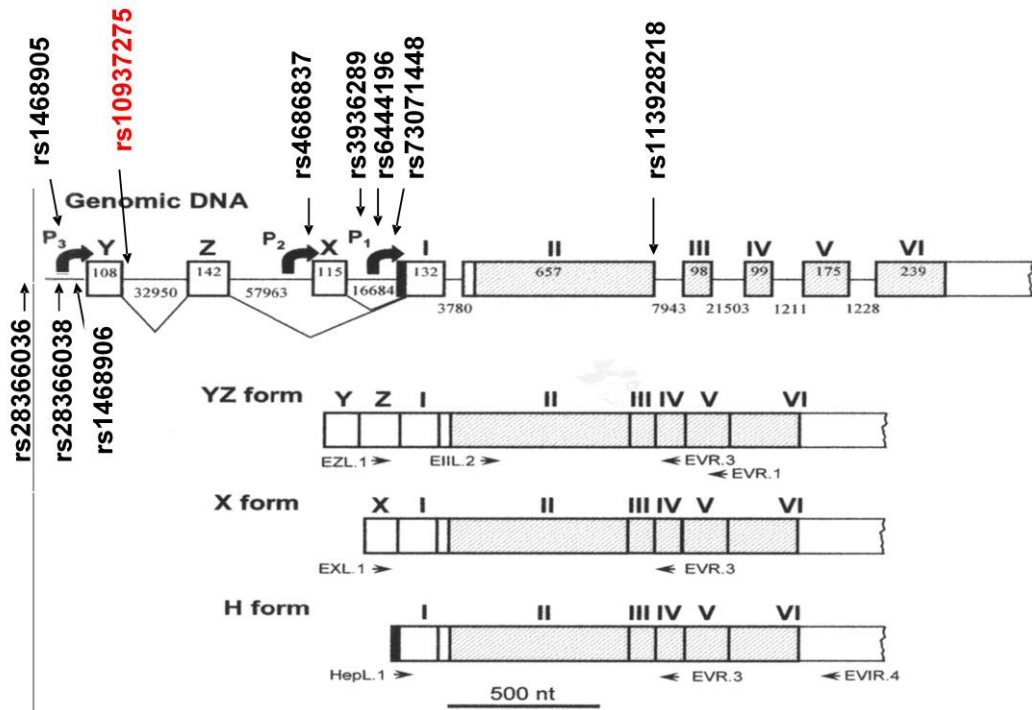 rs1468905
rs10937275
rs4686837
rs3936289
rs6444196
rs73071448
rs113928218
Genomic DNA
P3 Y Z P2 X P1 I II III IV V VI
108 142 115 132 657 98 99 175 239
32950 57963 16684 3780 7943 21503 1211 1228
rs28366036
rs28366038
rs1468906
YZ form
Y Z I II III IV V VI
EZL.1 EIIL.2 EVR.3
EVR.1
X form
X I II III IV V VI
EXL.1 EVR.3
H form
I II III IV V VI
HepL.1 EVR.3 EVIR.4
500 nt